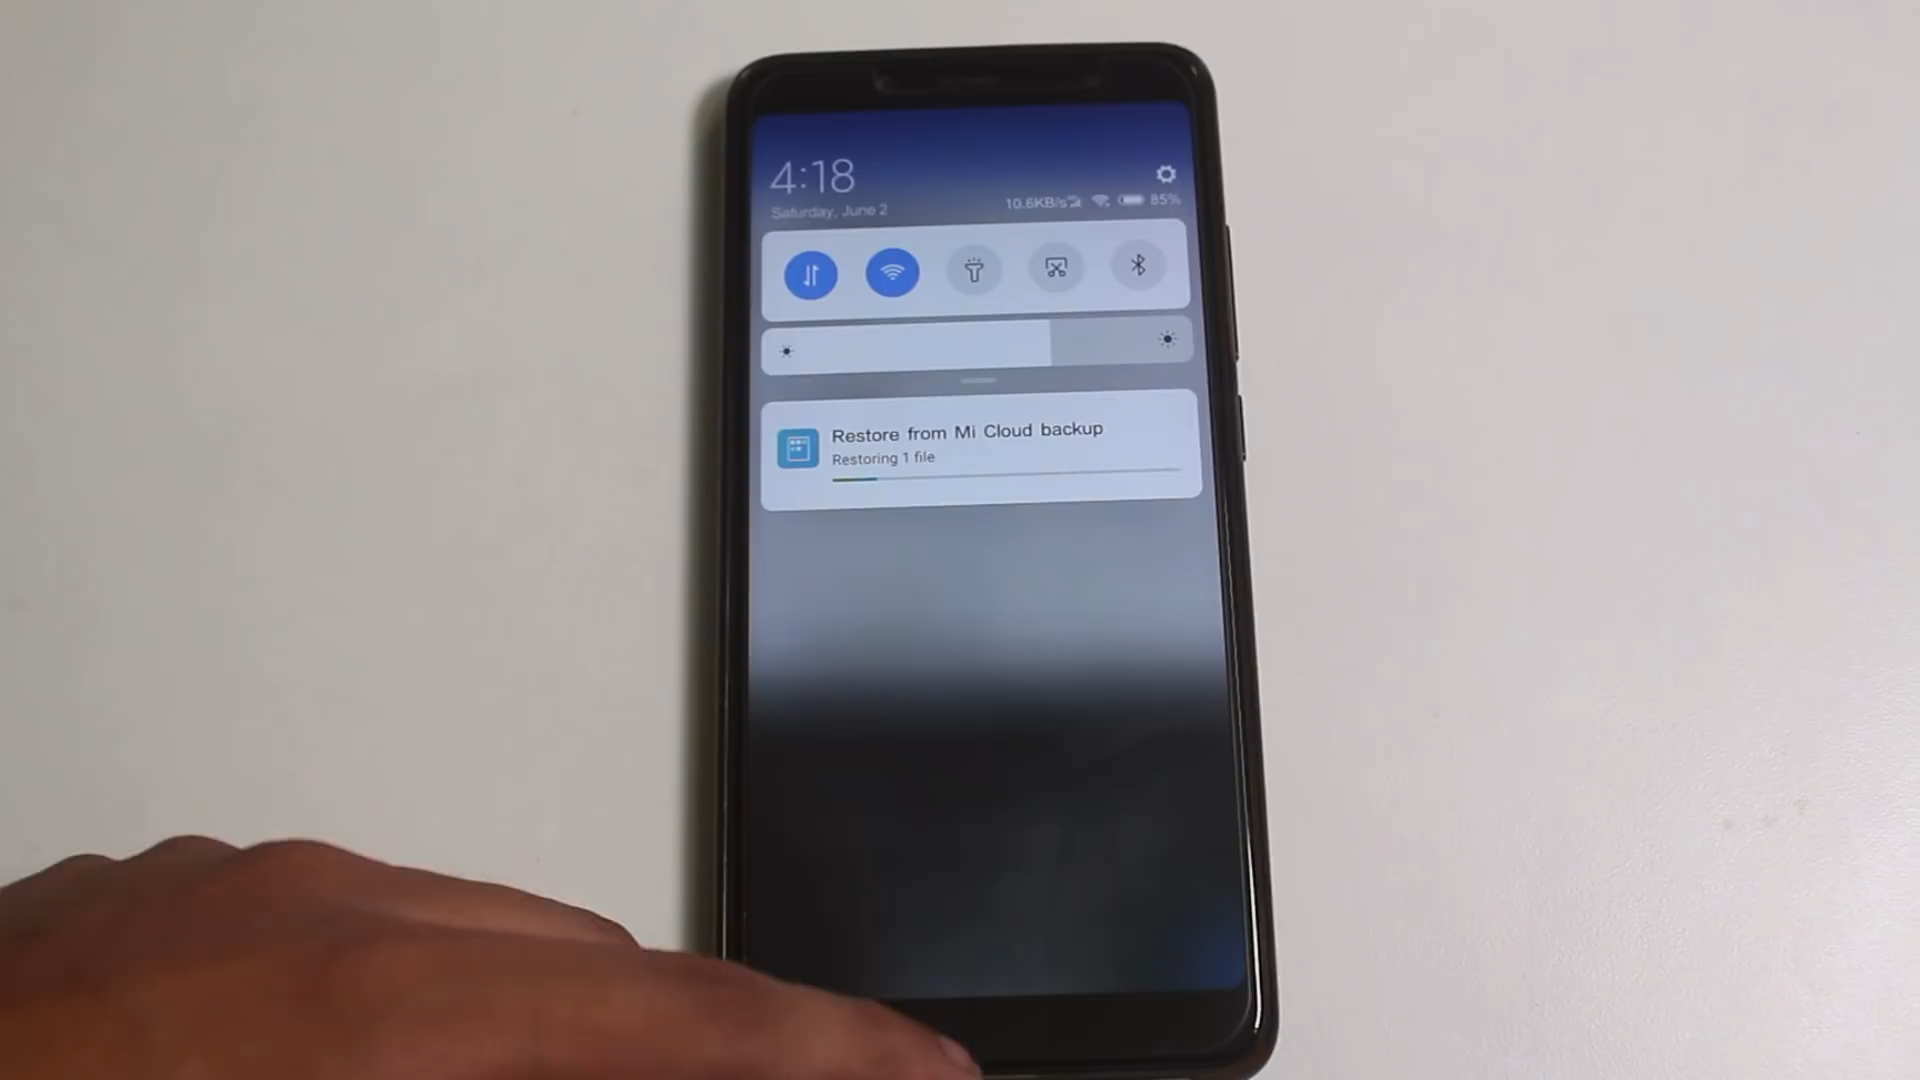 4:18
Saturday, June 2
10.6KB/s 85%
Restore from Mi Cloud backup
Restoring 1 file